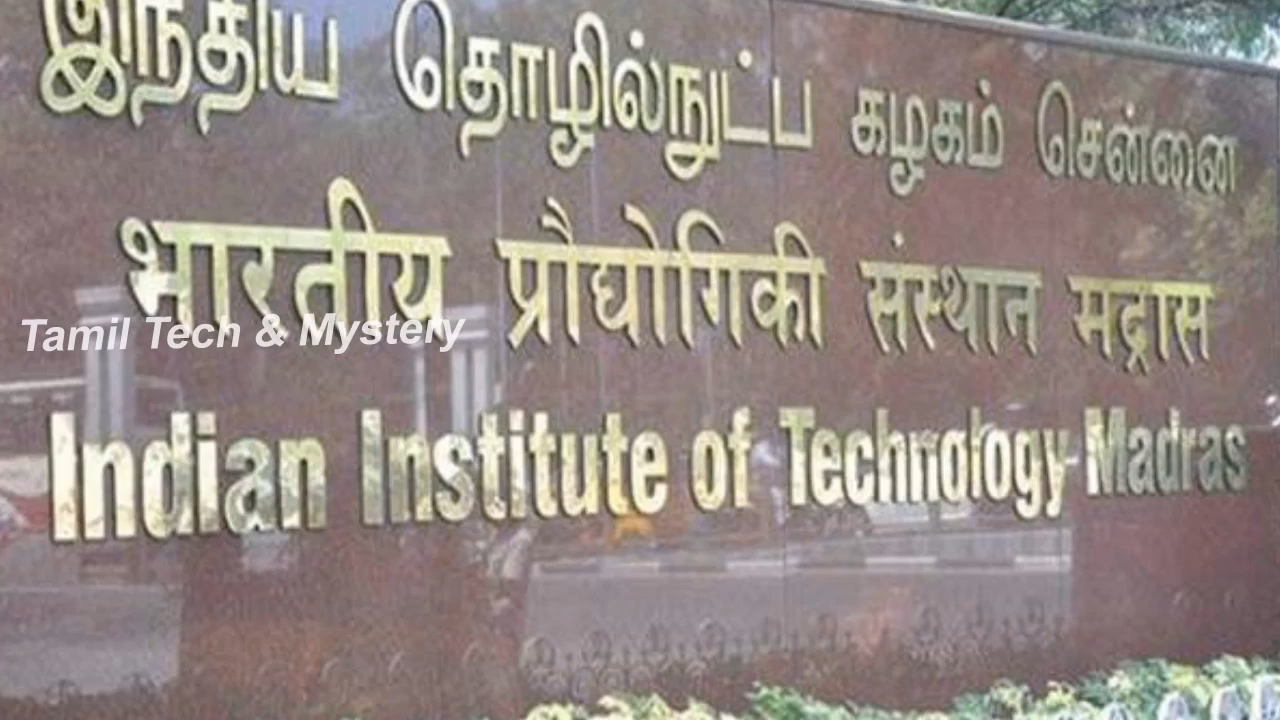 இந்திய தொழில்நுட்ப கழகம் சென்னை
भारतीय प्रौद्योगिकी संस्थान मद्रास
Tamil Tech & Mystery
Indian Institute of Technology Madras